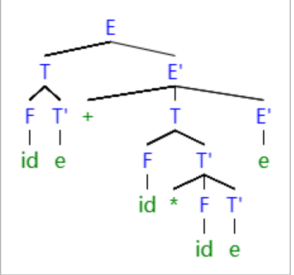 E
T E'
F T' + T E'
id e F T' e
id * F T'
id e